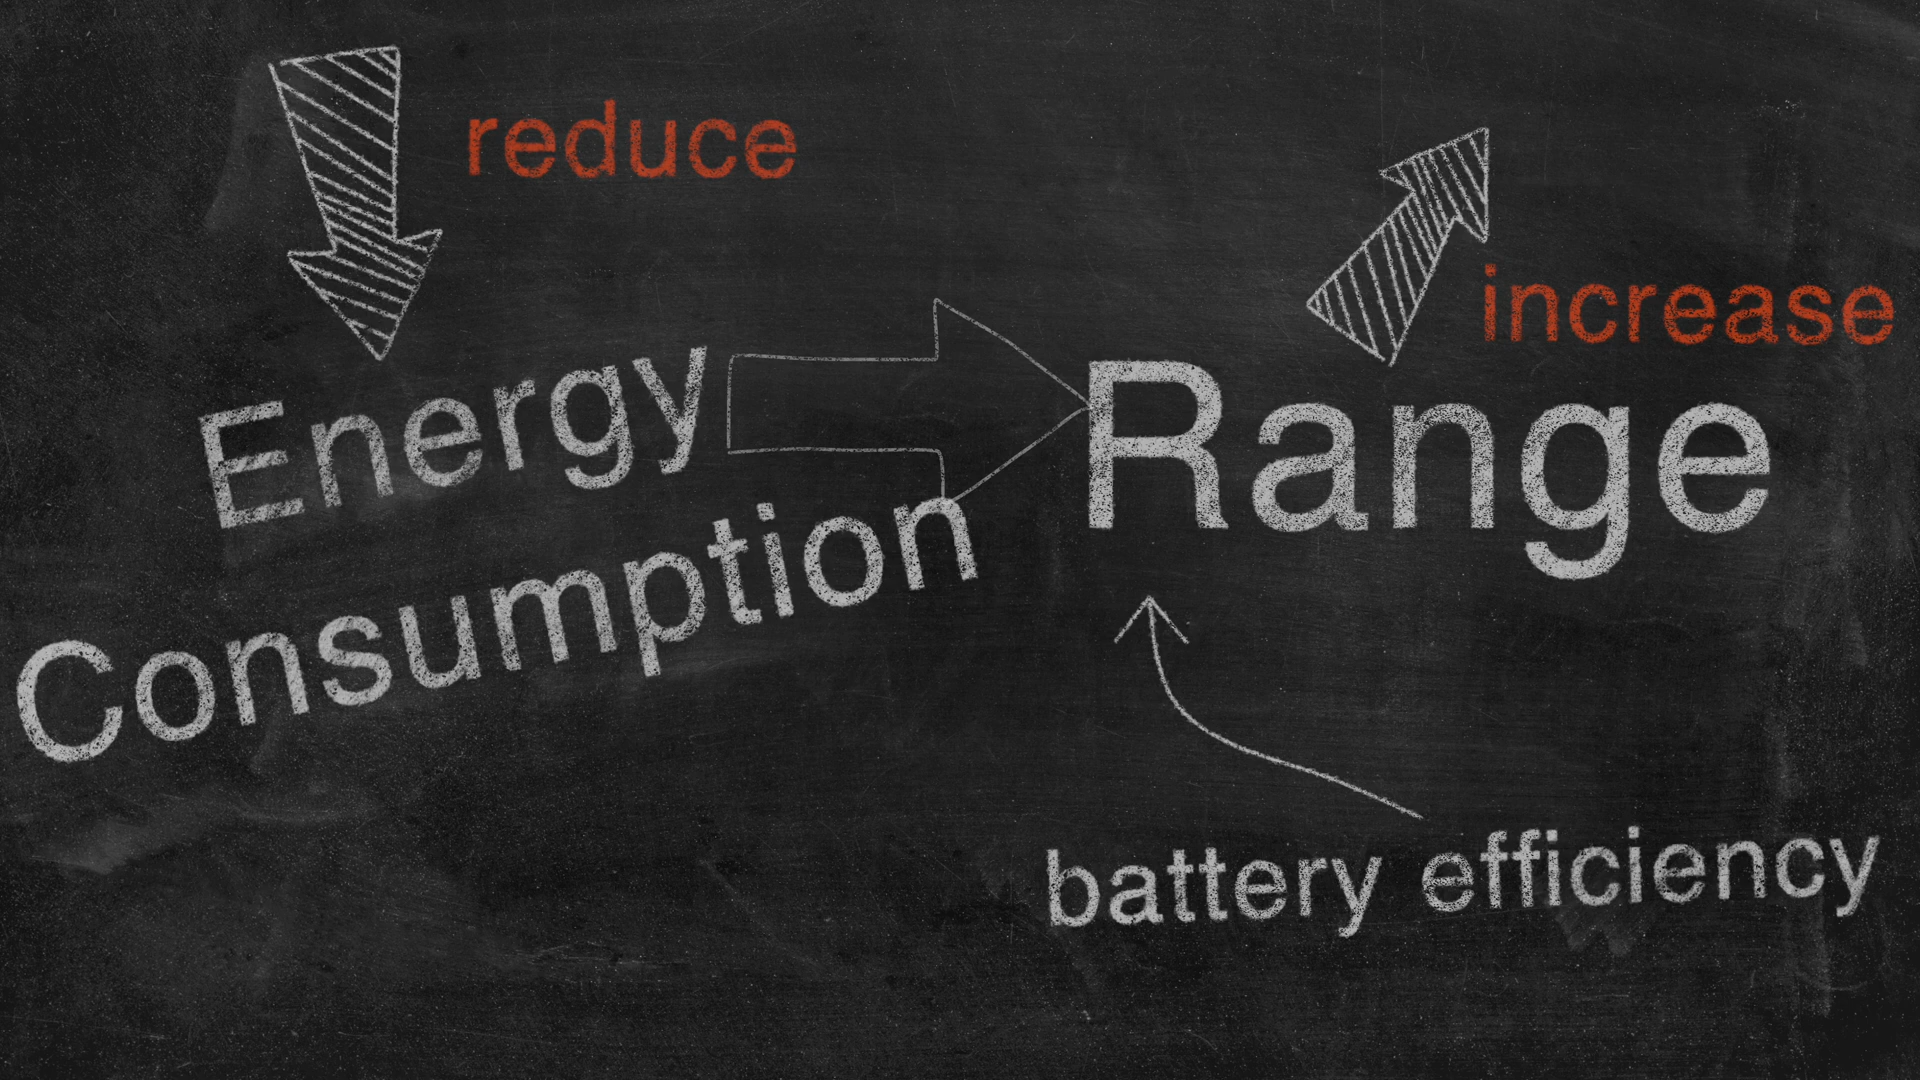 reduce
increase
Energy
Consumption
Range
battery efficiency